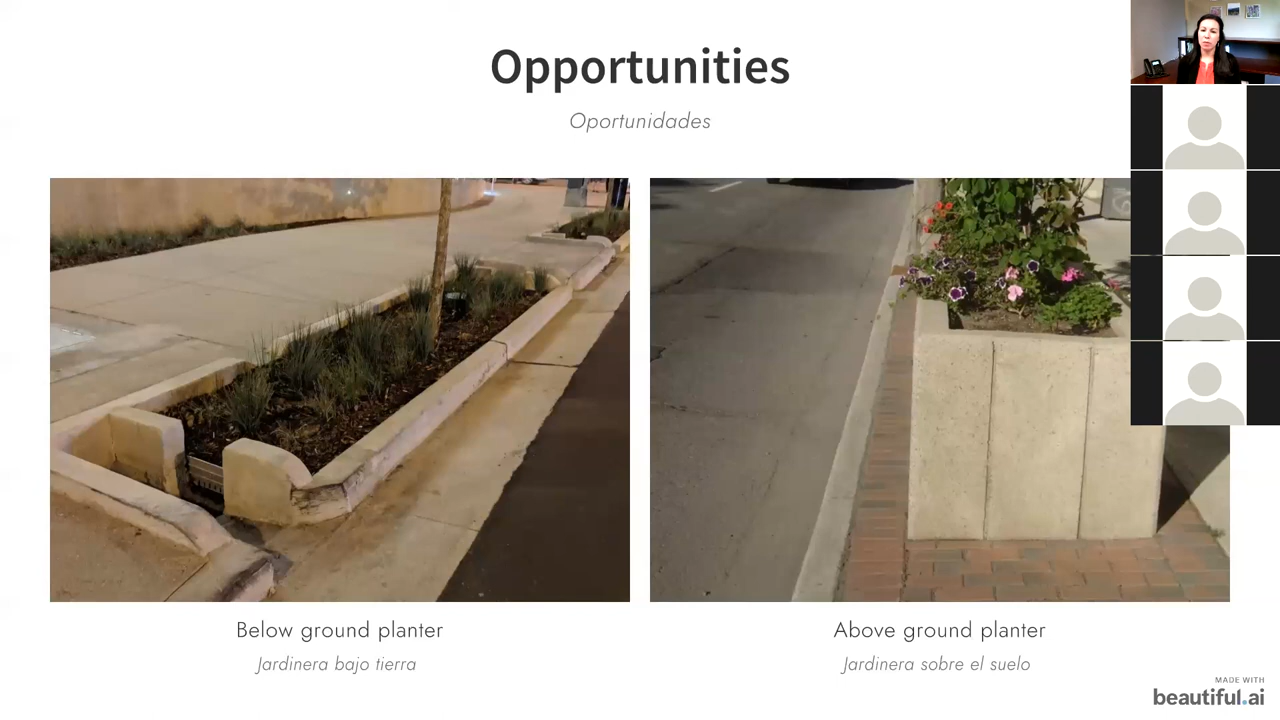 Opportunities
Oportunidades
Below ground planter
Above ground planter
Jardinera bajo tierra
Jardinera sobre el suelo
MADE WITH
beautiful.ai